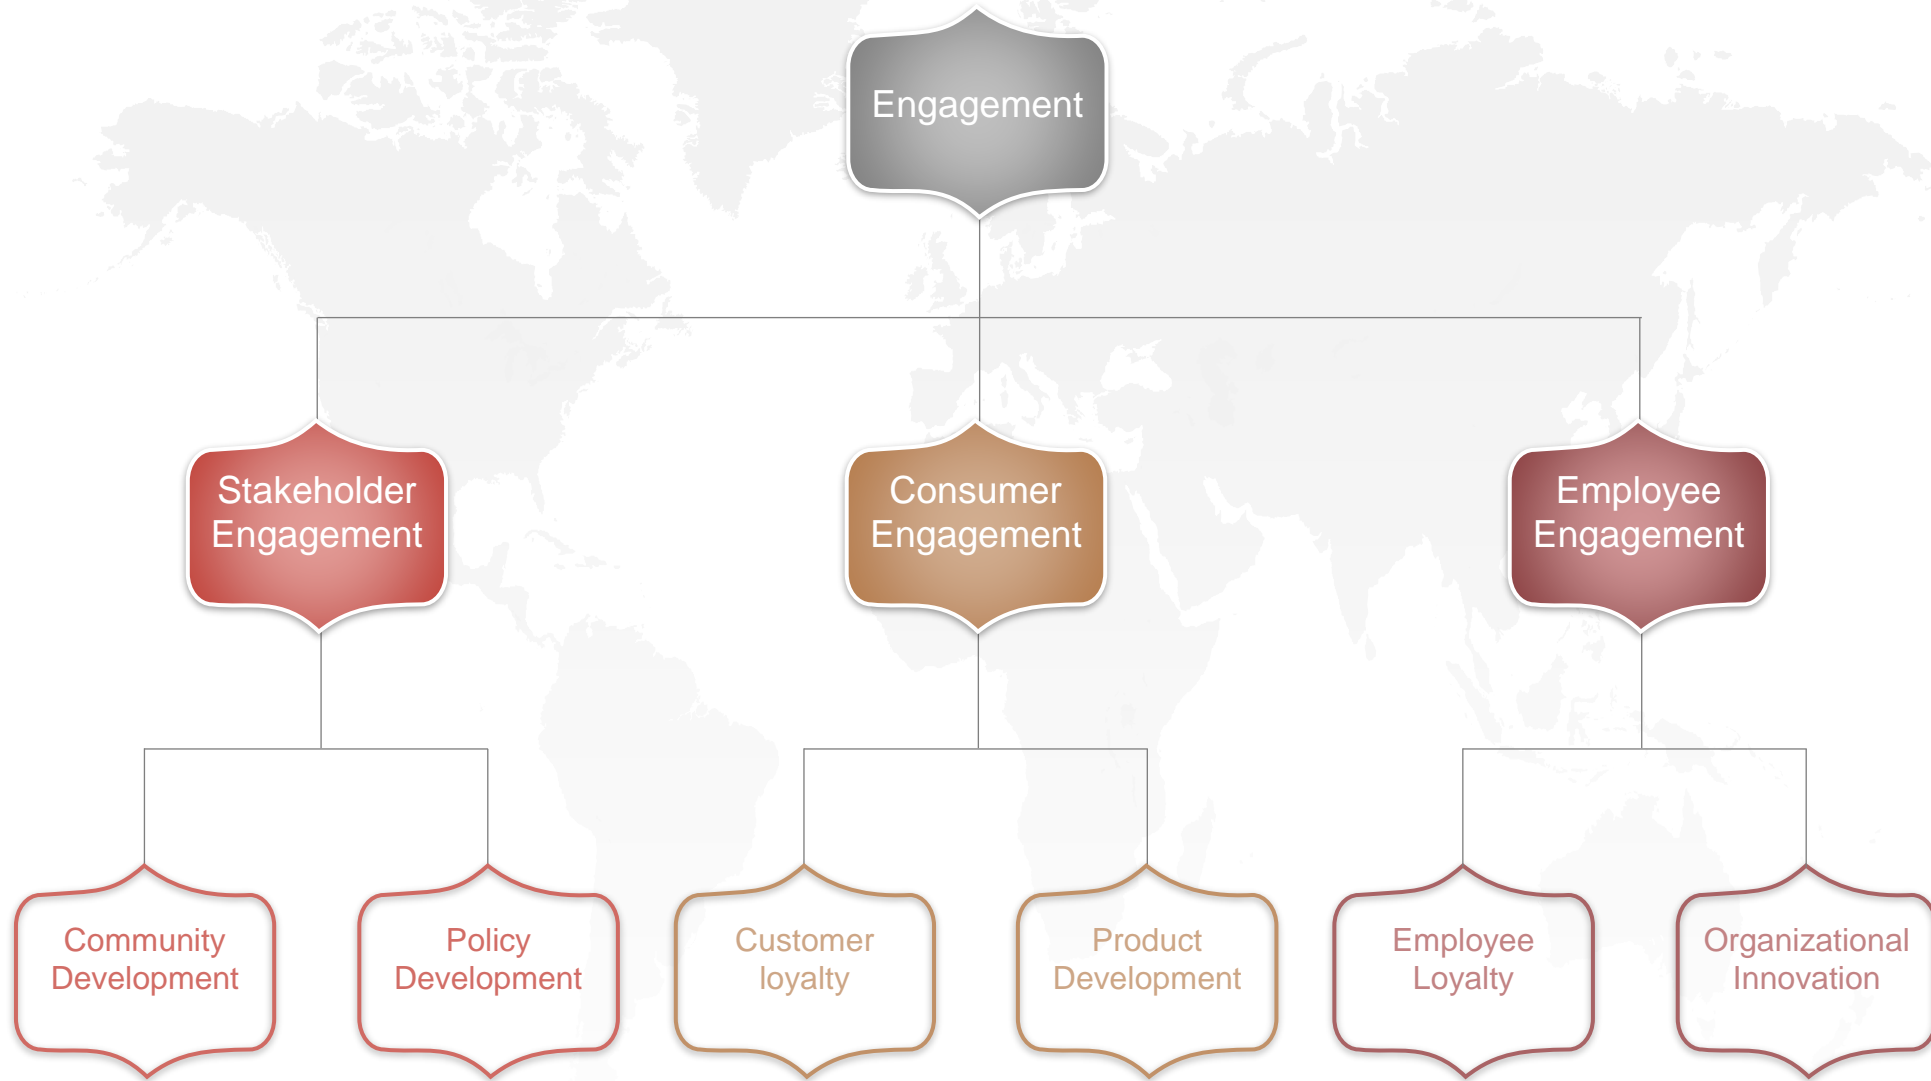 Engagement
Stakeholder
Engagement
Consumer
Engagement
Employee
Engagement
Community
Development
Policy
Development
Customer
loyalty
Product
Development
Employee
Loyalty
Organizational
Innovation